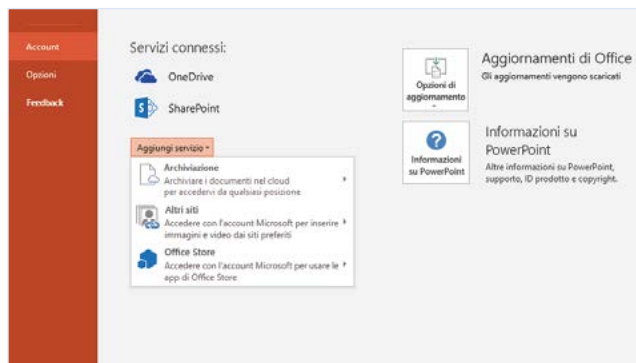 Account
Opzioni
Feedback
Servizi connessi:
OneDrive
S
SharePoint
Aggiungi servizio
Archiviazione
Archiviare i documenti nel cloud
per accedervi da qualsiasi posizione
Altri siti
Accedere con l'account Microsoft per inserire
immagini e video dai siti preferiti
Office Store
Accedere con l'account Microsoft per usare le
app di Office Store
Opzioni di
aggiornamento
Aggiornamenti di Office
Gli aggiornamenti vengono scaricati
?
Informazioni
su PowerPoint
Informazioni su
PowerPoint
Altre informazioni su PowerPoint,
supporto, ID prodotto e copyright.